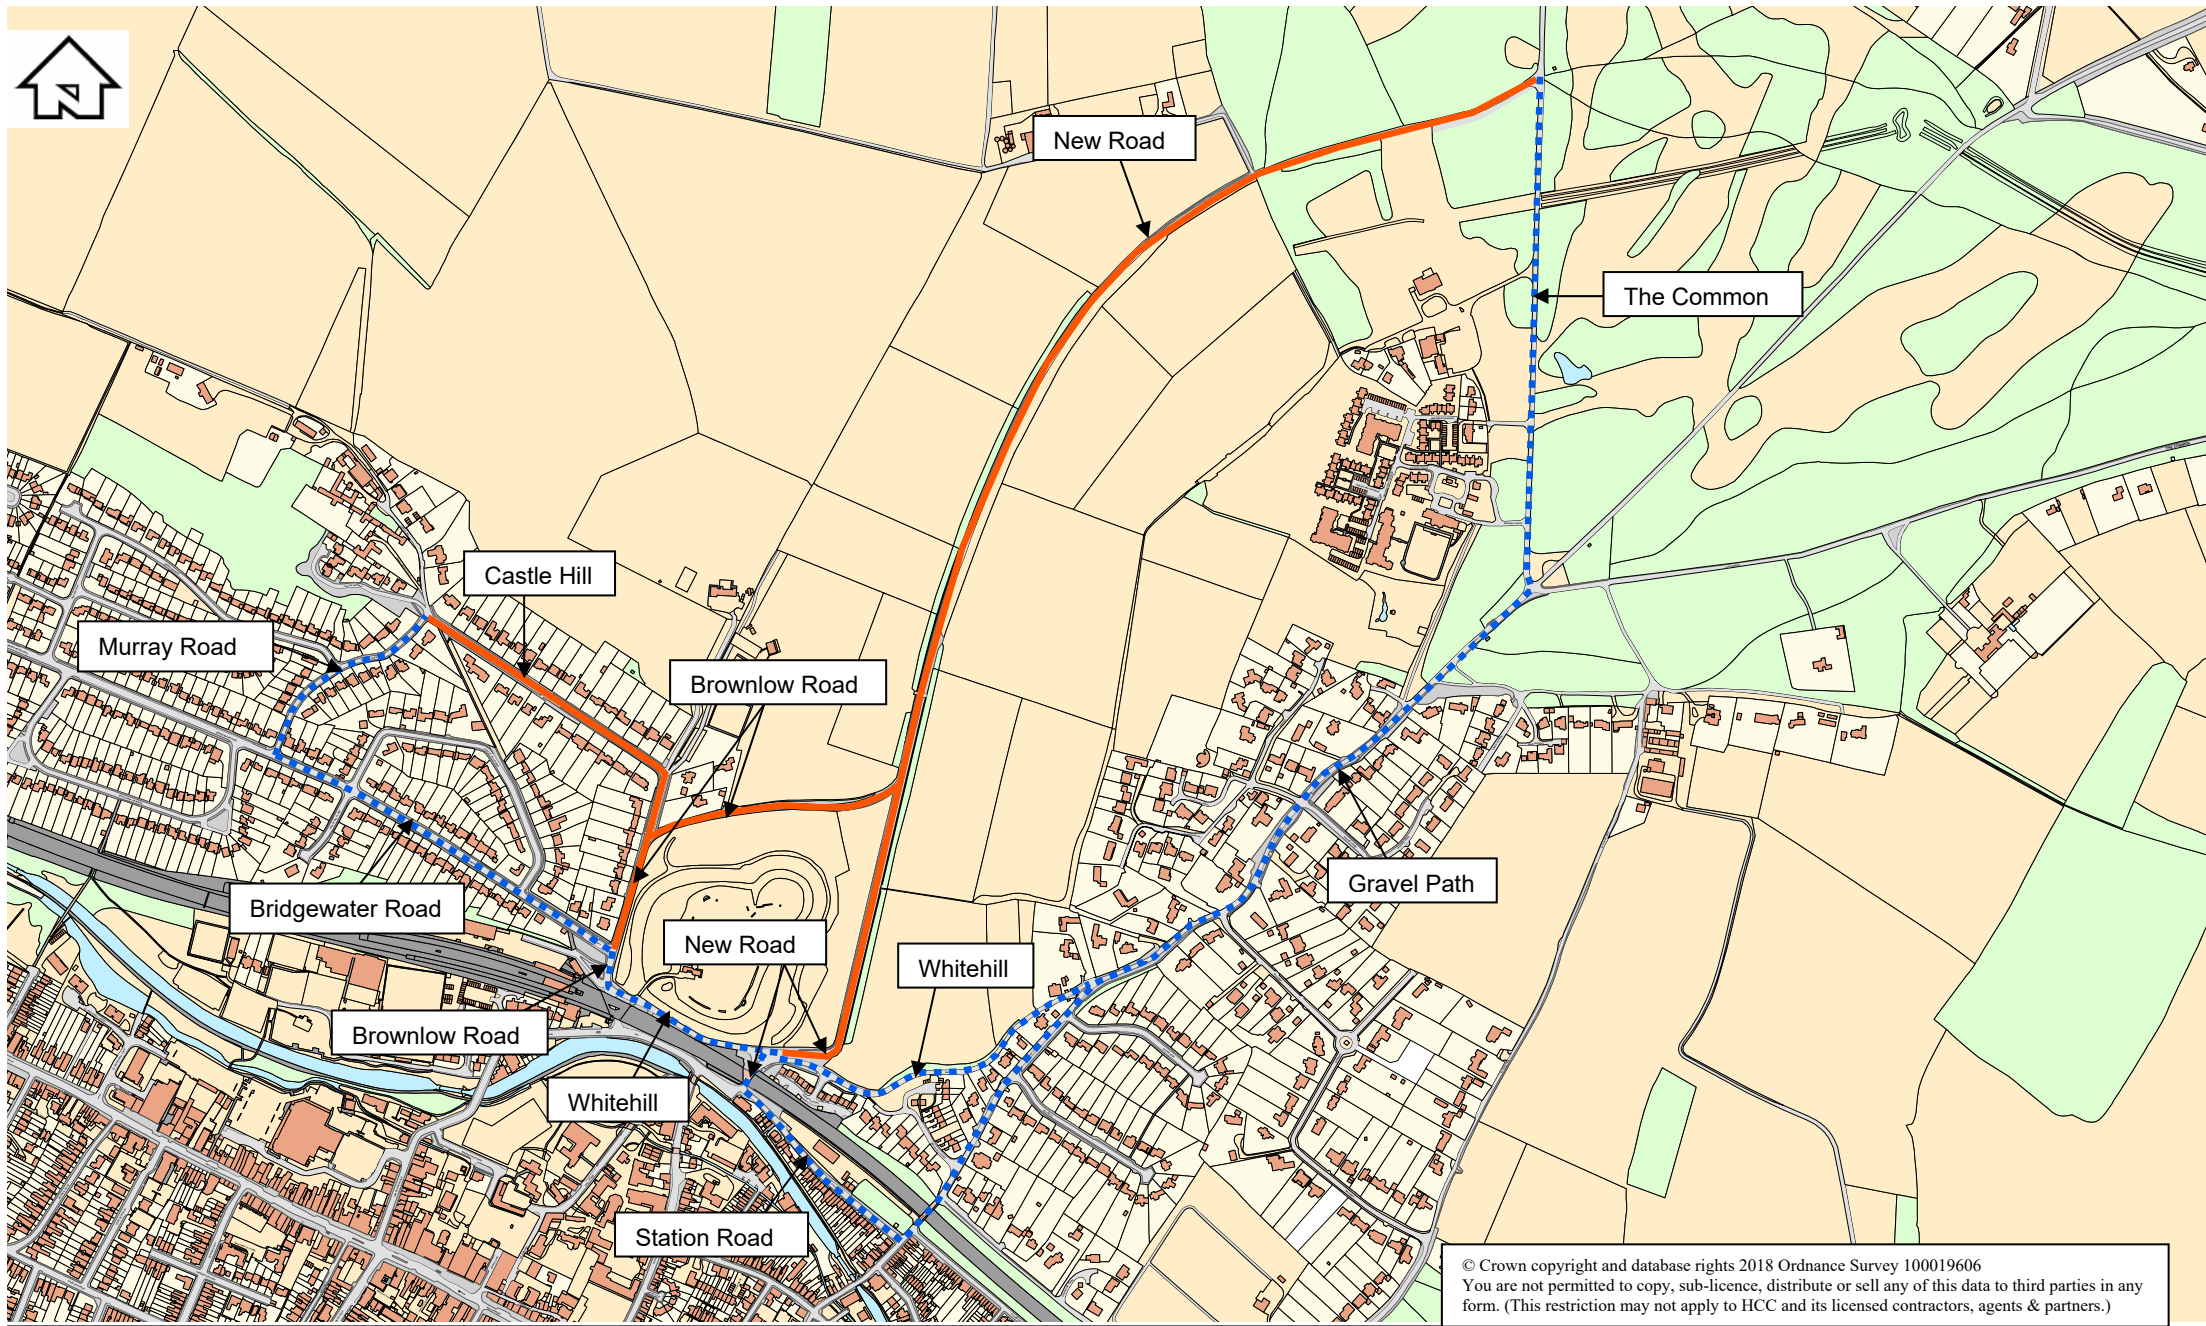 New Road
The Common
Castle Hill
Murray Road
Brownlow Road
Gravel Path
Bridgewater Road
New Road
Whitehill
Brownlow Road
Whitehill
Station Road
© Crown copyright and database rights 2018 Ordnance Survey 100019606
You are not permitted to copy, sub-licence, distribute or sell any of this data to third parties in any
form. (This restriction may not apply to HCC and its licensed contractors, agents & partners.)